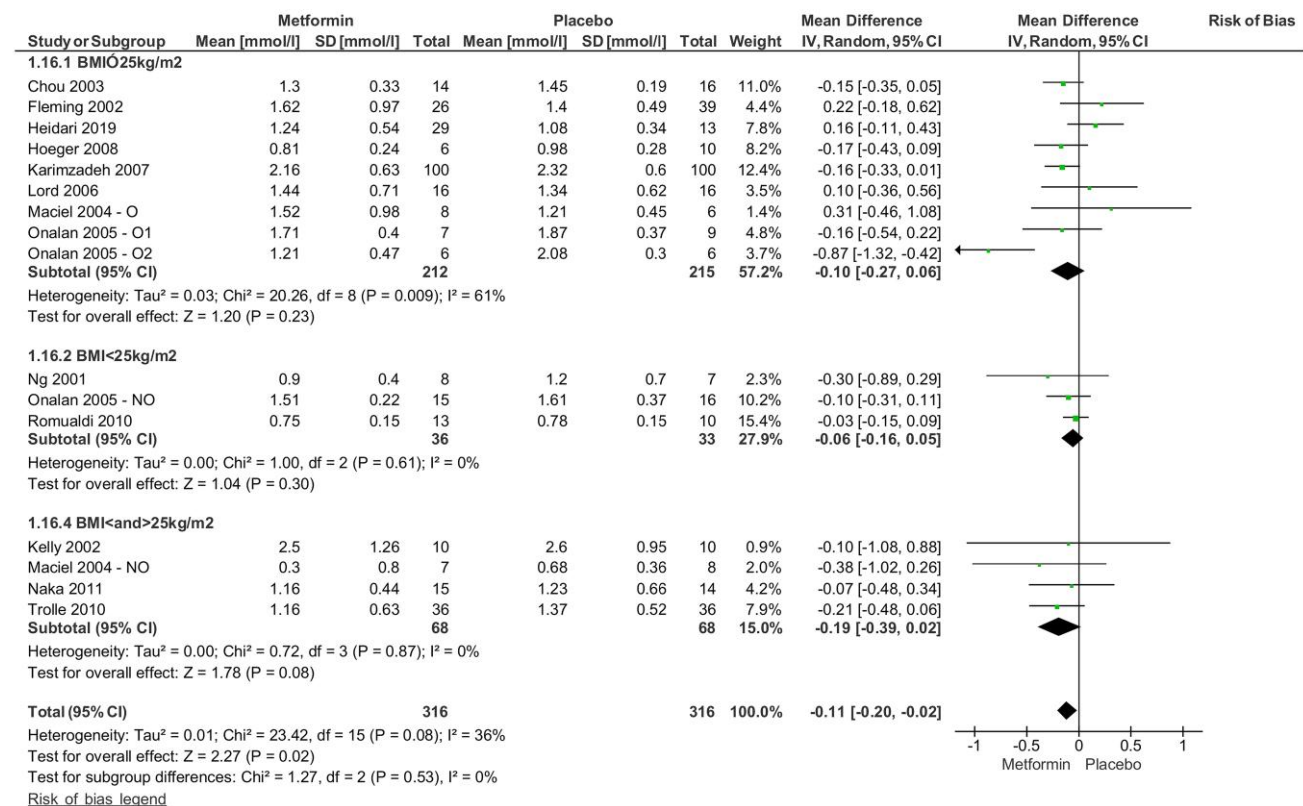 Metformin Placebo Mean Difference Mean Difference Risk of Bias
Study or Subgroup Mean [mmol/l] SD [mmol/l] Total Mean [mmol/l] SD [mmol/l] Total Weight IV, Random, 95% CI IV, Random, 95% CI
1.16.1 BMIÓ25kg/m2
Chou 2003 1.3 0.33 14 1.45 0.19 16 11.0% -0.15 [-0.35, 0.05]
Fleming 2002 1.62 0.97 26 1.4 0.49 39 4.4% 0.22 [-0.18, 0.62]
Heidari 2019 1.24 0.54 29 1.08 0.34 13 7.8% 0.16 [-0.11, 0.43]
Hoeger 2008 0.81 0.24 6 0.98 0.28 10 8.2% -0.17 [-0.43, 0.09]
Karimzadeh 2007 2.16 0.63 100 2.32 0.6 100 12.4% -0.16 [-0.33, 0.01]
Lord 2006 1.44 0.71 16 1.34 0.62 16 3.5% 0.10 [-0.36, 0.56]
Maciel 2004 - O 1.52 0.98 8 1.21 0.45 6 1.4% 0.31 [-0.46, 1.08]
Onalan 2005 - O1 1.71 0.4 7 1.87 0.37 9 4.8% -0.16 [-0.54, 0.22]
Onalan 2005 - O2 1.21 0.47 6 2.08 0.3 6 3.7% -0.87 [-1.32, -0.42]
Subtotal (95% CI) 212 215 57.2% -0.10 [-0.27, 0.06]
Heterogeneity: Tau² = 0.03; Chi² = 20.26, df = 8 (P = 0.009); I² = 61%
Test for overall effect: Z = 1.20 (P = 0.23)
1.16.2 BMI<25kg/m2
Ng 2001 0.9 0.4 8 1.2 0.7 7 2.3% -0.30 [-0.89, 0.29]
Onalan 2005 - NO 1.51 0.22 15 1.61 0.37 16 10.2% -0.10 [-0.31, 0.11]
Romualdi 2010 0.75 0.15 13 0.78 0.15 10 15.4% -0.03 [-0.15, 0.09]
Subtotal (95% CI) 36 33 27.9% -0.06 [-0.16, 0.05]
Heterogeneity: Tau² = 0.00; Chi² = 1.00, df = 2 (P = 0.61); I² = 0%
Test for overall effect: Z = 1.04 (P = 0.30)
1.16.4 BMI<and>25kg/m2
Kelly 2002 2.5 1.26 10 2.6 0.95 10 0.9% -0.10 [-1.08, 0.88]
Maciel 2004 - NO 0.3 0.8 7 0.68 0.36 8 2.0% -0.38 [-1.02, 0.26]
Naka 2011 1.16 0.44 15 1.23 0.66 14 4.2% -0.07 [-0.48, 0.34]
Trolle 2010 1.16 0.63 36 1.37 0.52 36 7.9% -0.21 [-0.48, 0.06]
Subtotal (95% CI) 68 68 15.0% -0.19 [-0.39, 0.02]
Heterogeneity: Tau² = 0.00; Chi² = 0.72, df = 3 (P = 0.87); I² = 0%
Test for overall effect: Z = 1.78 (P = 0.08)
Total (95% CI) 316 316 100.0% -0.11 [-0.20, -0.02]
Heterogeneity: Tau² = 0.01; Chi² = 23.42, df = 15 (P = 0.08); I² = 36%
Test for overall effect: Z = 2.27 (P = 0.02)
Test for subgroup differences: Chi² = 1.27, df = 2 (P = 0.53), I² = 0%
-1 -0.5 0 0.5 1
Metformin Placebo
Risk of bias legend